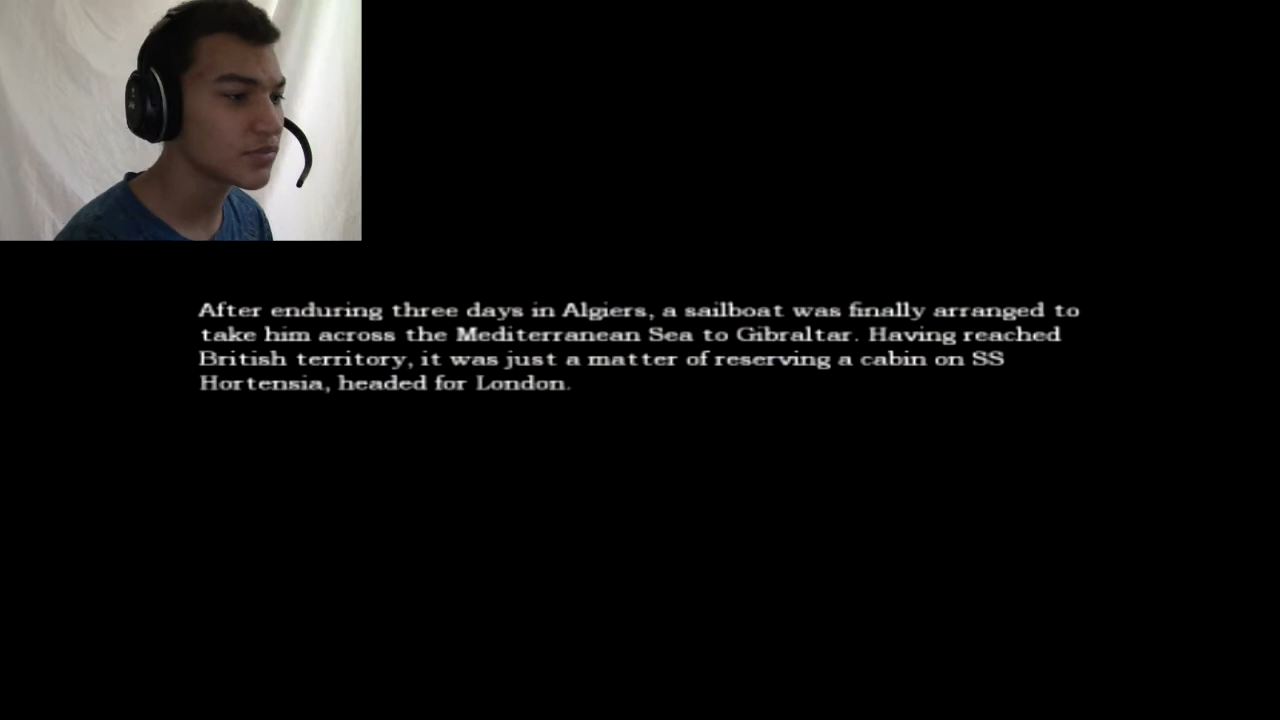 After enduring three days in Algiers, a sailboat was finally arranged to
take him across the Mediterranean Sea to Gibraltar. Having reached
British territory, it was just a matter of reserving a cabin on SS
Hortensia, headed for London.